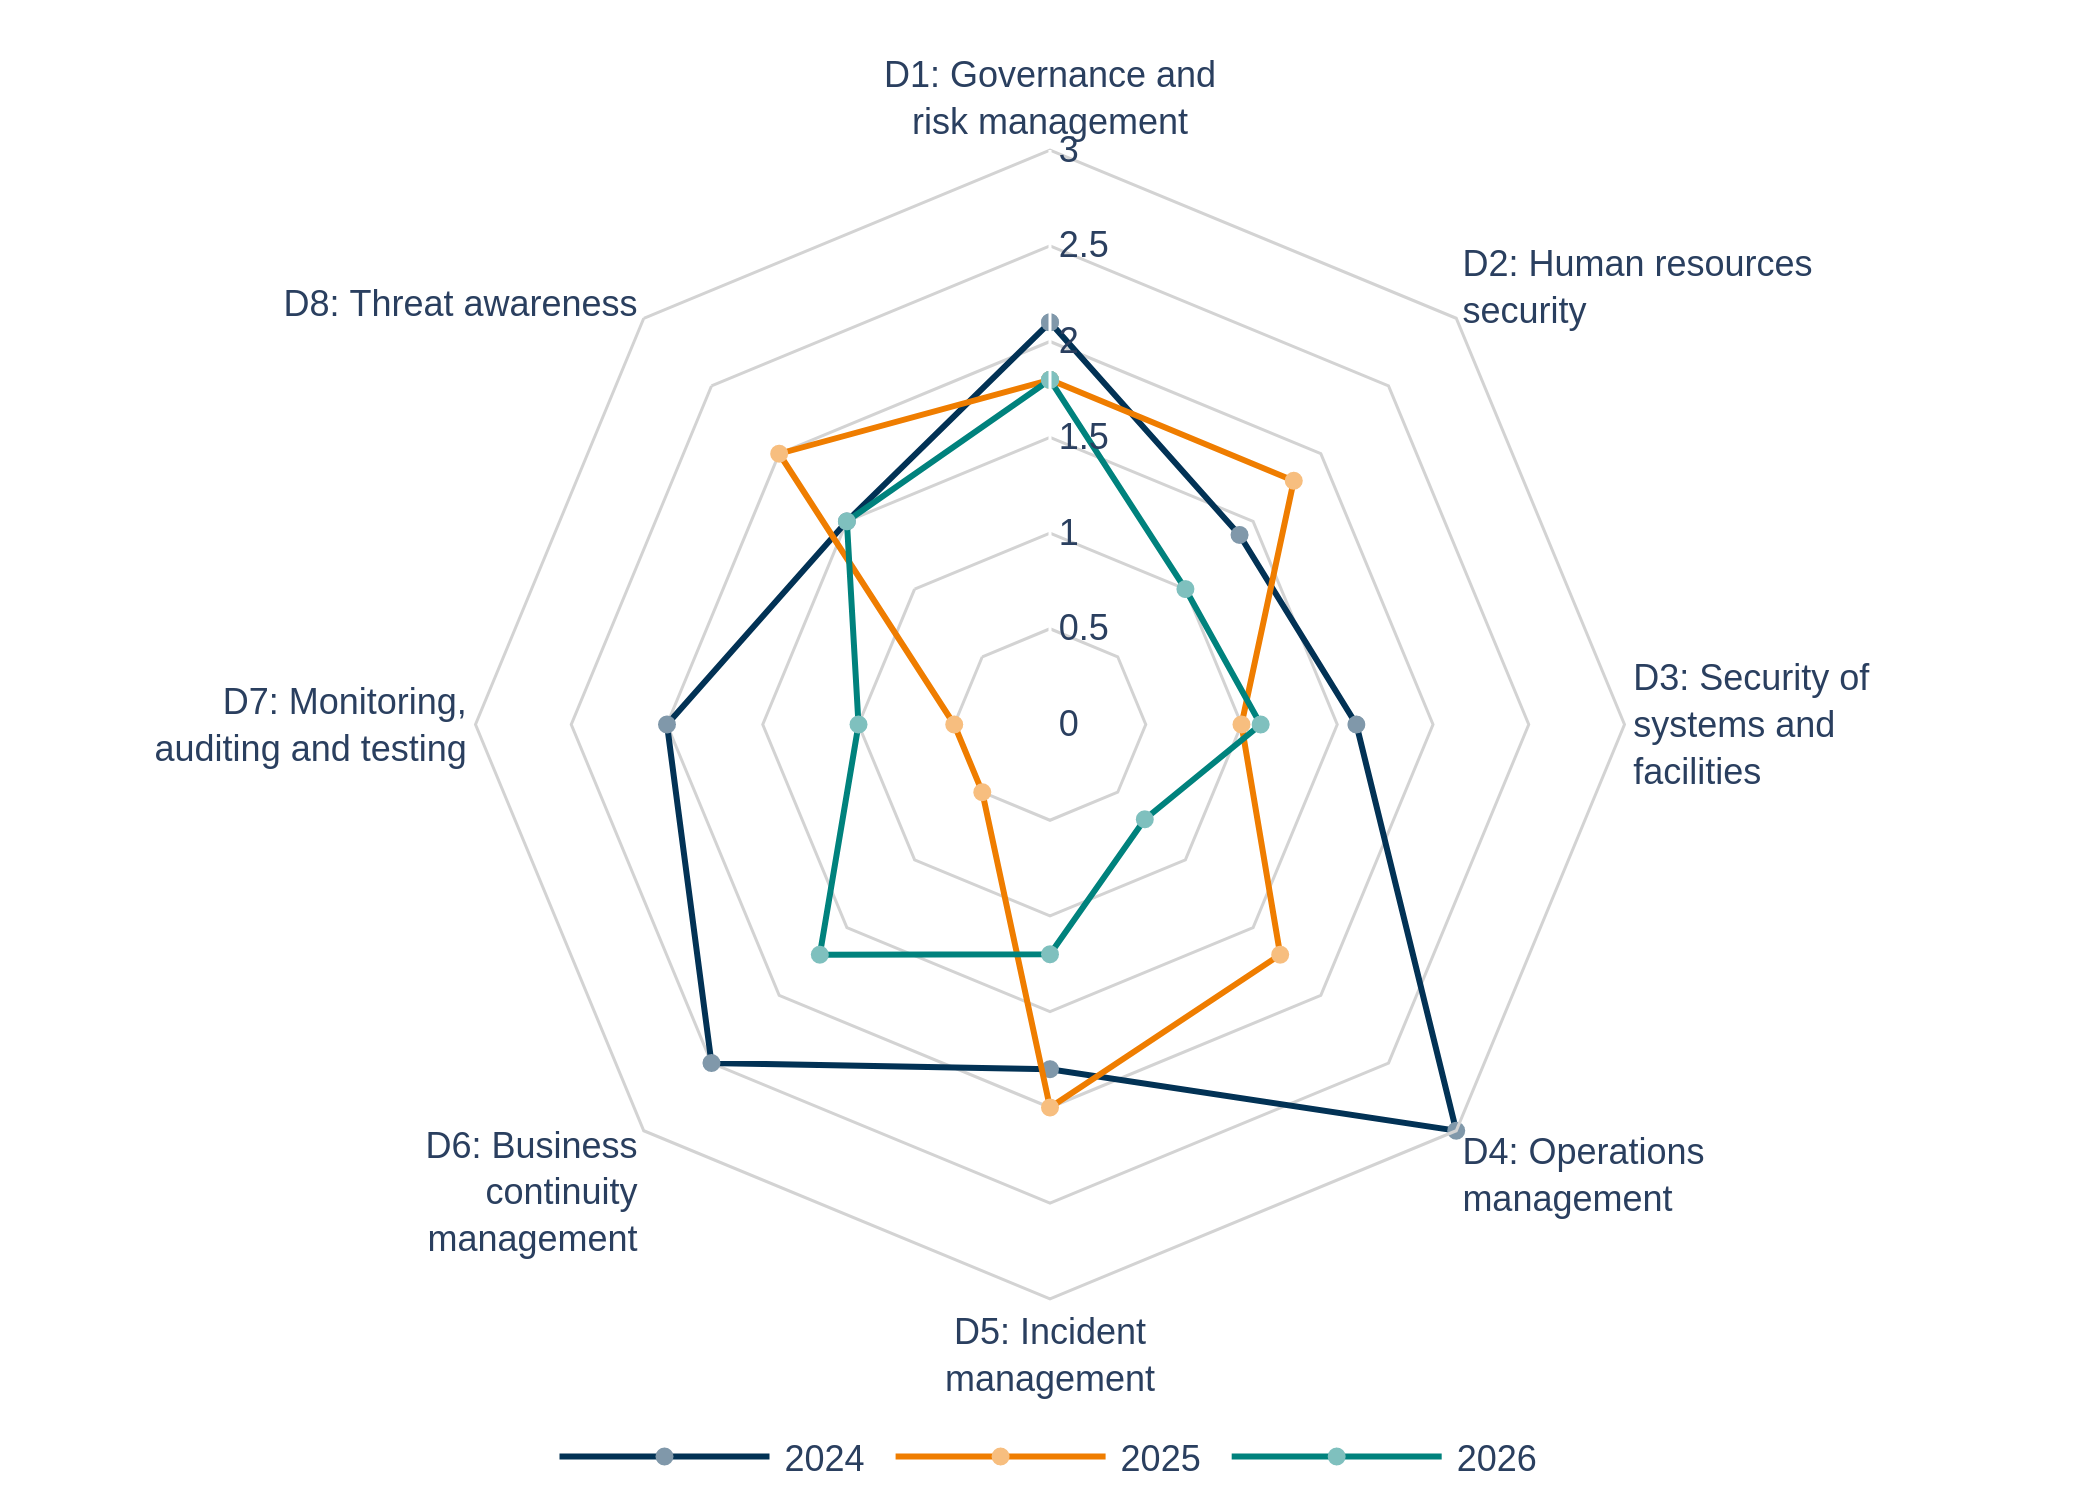 D1: Governance and
risk management
3
2.5
D2: Human resources
security
D8: Threat awareness
2
1.5
1
0.5
D3: Security of
systems and
facilities
D7: Monitoring,
auditing and testing
0
D6: Business
continuity
management
D4: Operations
management
D5: Incident
management
2024
2025
2026